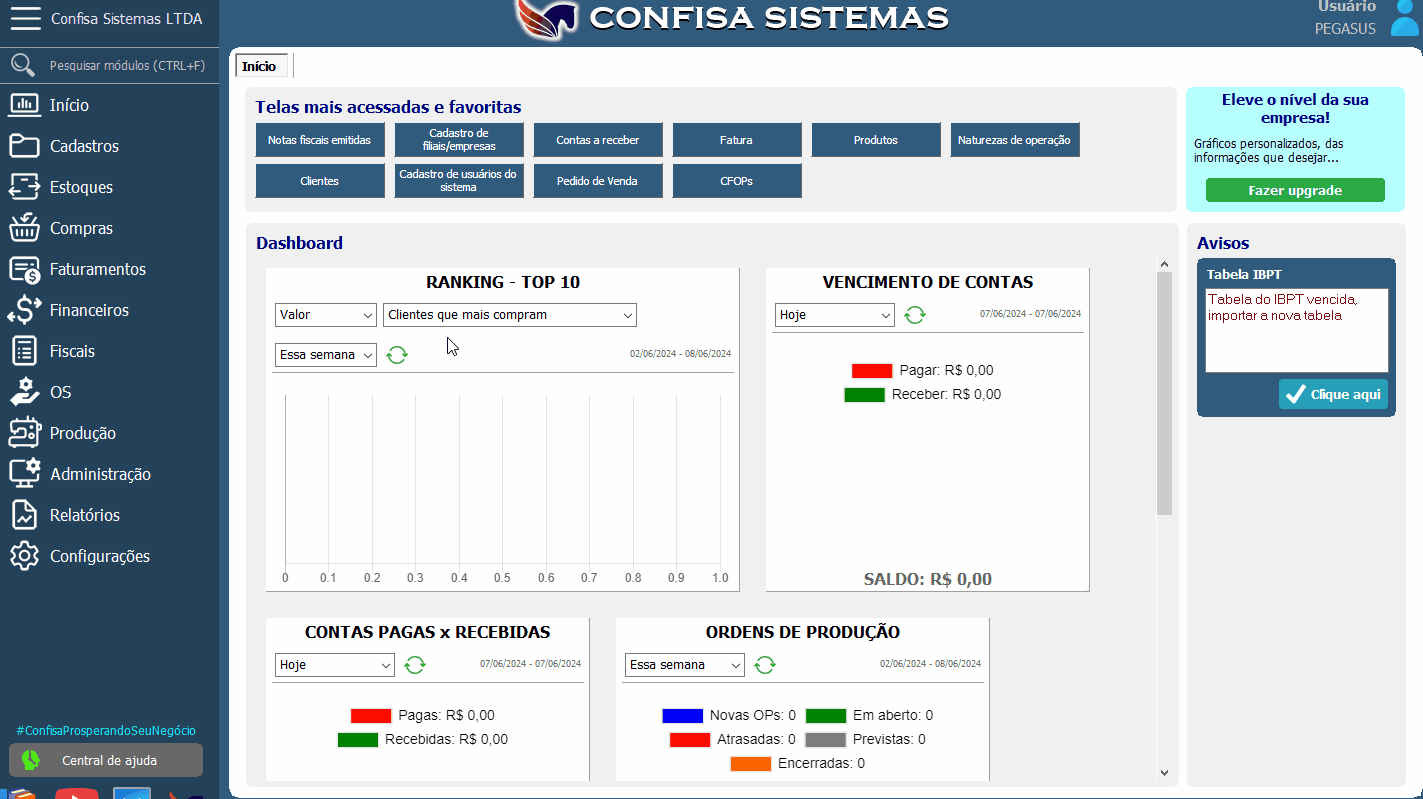 Confisa Sistemas LTDA
CONFISA SISTEMAS
Usuário
PEGASUS
Pesquisar módulos (CTRL+F)
Início
Cadastros
Estoques
Compras
Faturamentos
Financeiros
Fiscais
OS
Produção
Administração
Relatórios
Configurações
#ConfisaProsperandoSeuNegócio
Central de ajuda
Início
Telas mais acessadas e favoritas
Notas fiscais emitidas
Cadastro de
filiais/empresas
Contas a receber
Fatura
Produtos
Naturezas de operação
Clientes
Cadastro de usuários do
sistema
Pedido de Venda
CFOPs
Eleve o nível da sua
empresa!
Gráficos personalizados, das
informações que desejar...
Fazer upgrade
Dashboard
RANKING - TOP 10
Valor
Clientes que mais compram
Essa semana
02/06/2024 - 08/06/2024
0 0.1 0.2 0.3 0.4 0.5 0.6 0.7 0.8 0.9 1.0
VENCIMENTO DE CONTAS
Hoje
07/06/2024 - 07/06/2024
Pagar: R$ 0,00
Receber: R$ 0,00
SALDO: R$ 0,00
CONTAS PAGAS x RECEBIDAS
Hoje
07/06/2024 - 07/06/2024
Pagas: R$ 0,00
Recebidas: R$ 0,00
ORDENS DE PRODUÇÃO
Essa semana
02/06/2024 - 08/06/2024
Novas OPs: 0 Em aberto: 0
Atrasadas: 0 Previstas: 0
Encerradas: 0
Avisos
Tabela IBPT
Tabela do IBPT vencida,
importar a nova tabela
Clique aqui